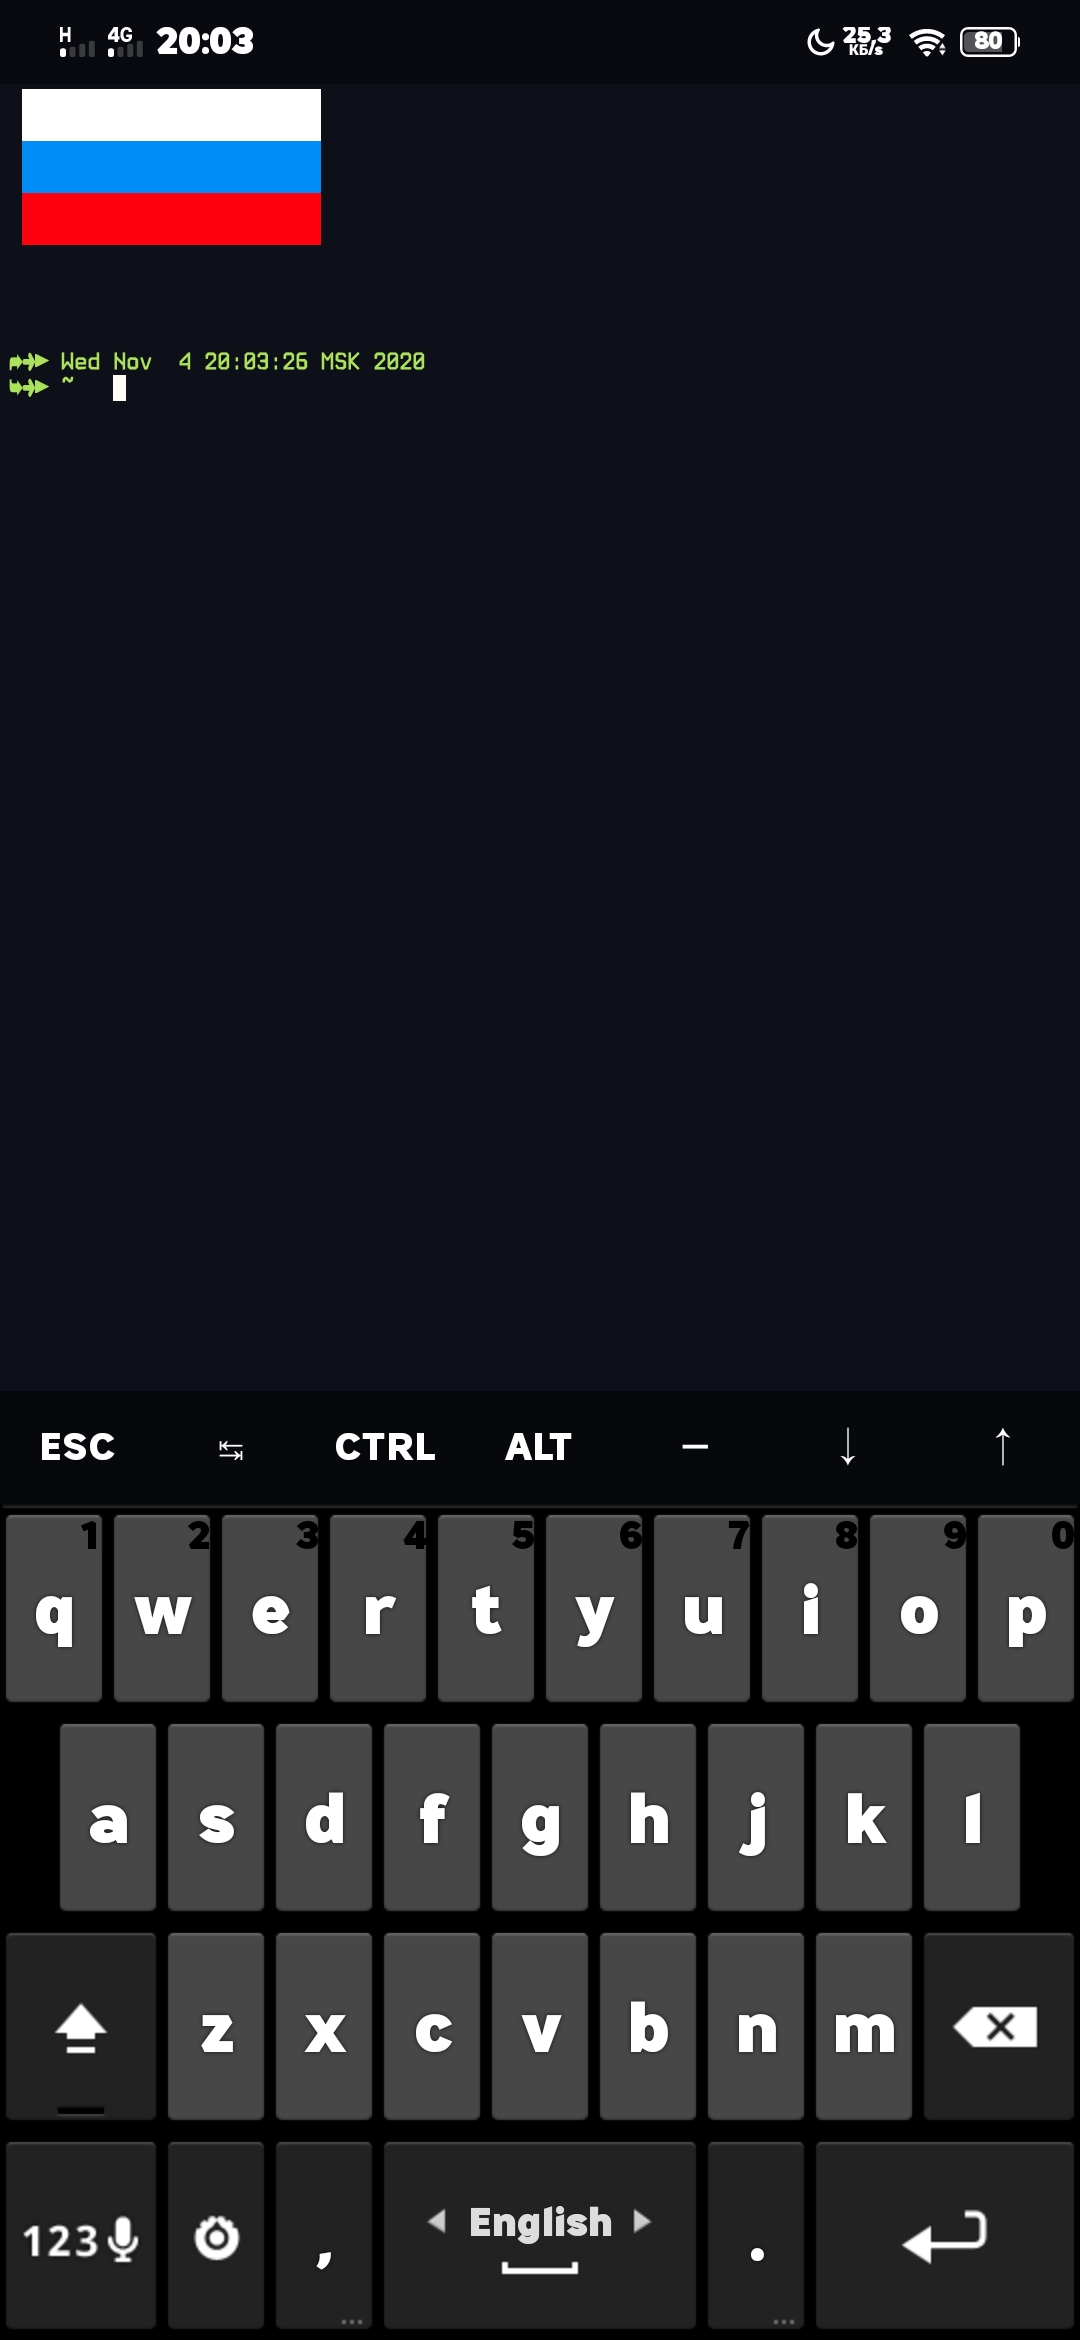 H 4G 20:03 25,3 КБ/s 80
➼➼ Wed Nov  4 20:03:26 MSK 2020
~
ESC ↹ CTRL ALT – ↓ ↑
1 2 3 4 5 6 7 8 9 0
q w e r t y u i o p
a s d f g h j k l
z x c v b n m
123 , English .